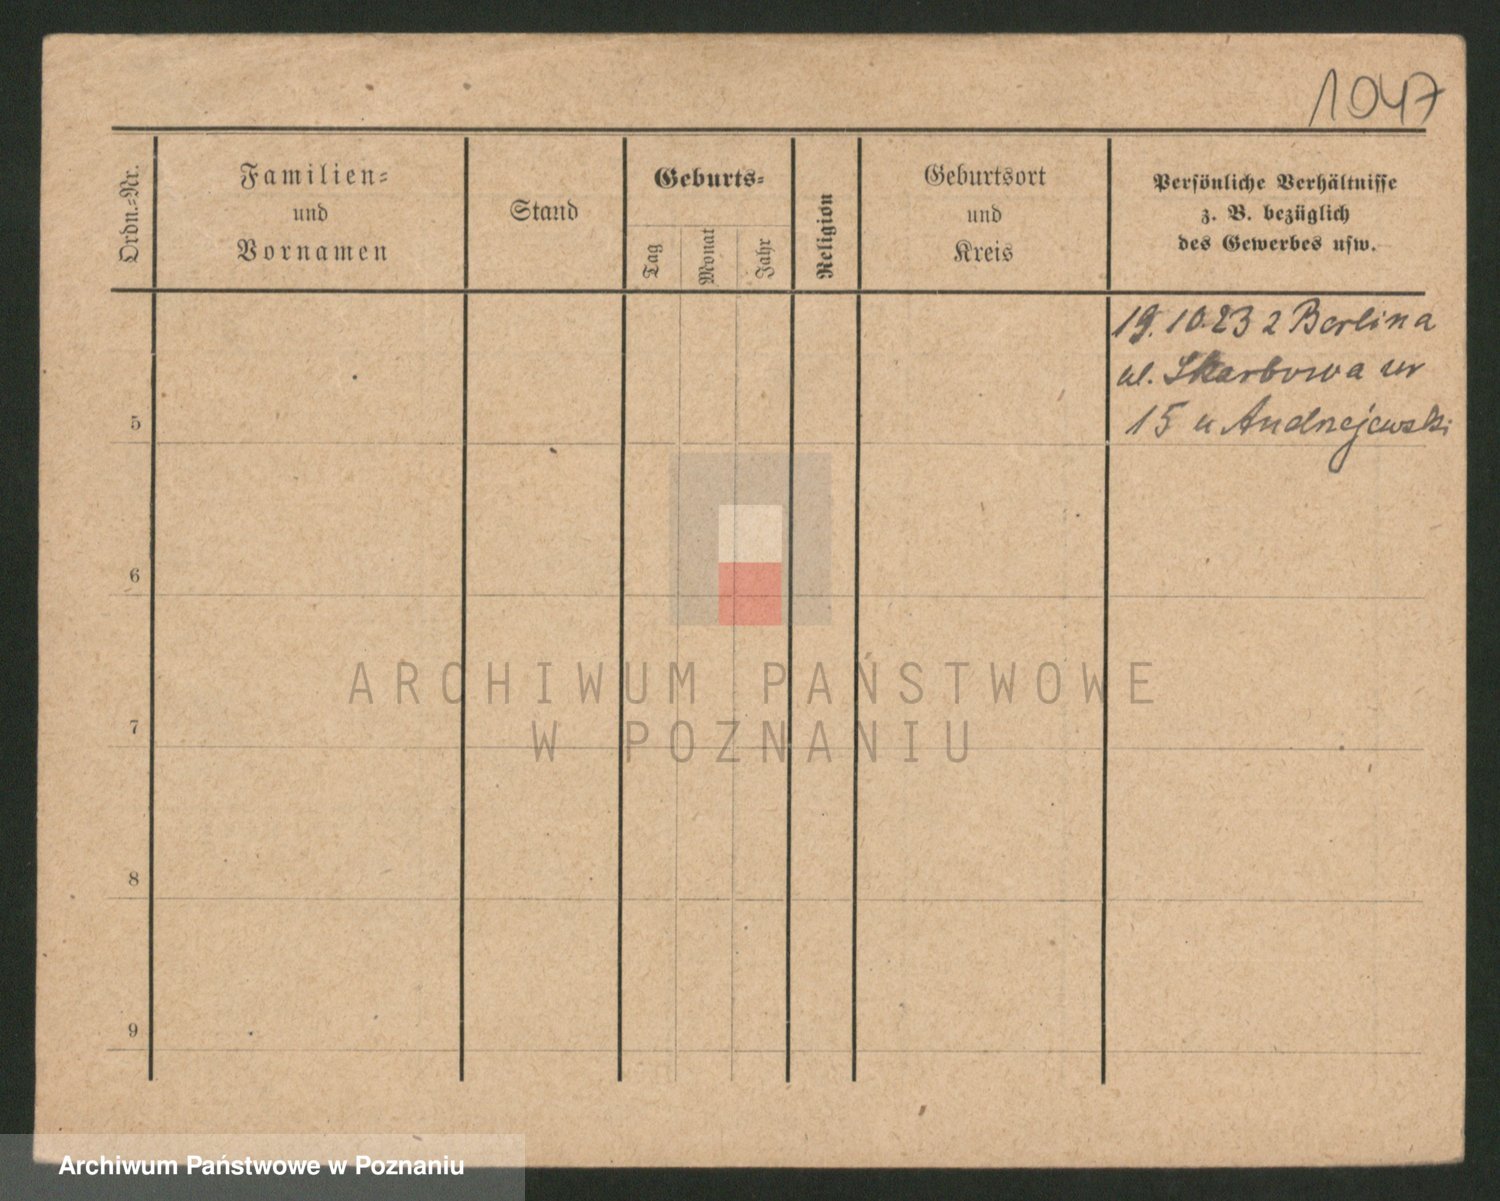 1047
Ordn.-Nr.
Familien-
und
Vornamen
Stand
Geburts-
Tag
Monat
Jahr
Religion
Geburtsort
und
Kreis
Persönliche Verhältnisse
z. B. bezüglich
des Gewerbes usw.
19.10.23 z Berlina
ul. Skarbowa nr
15 u Andrzejewski
5
6
7
8
9
ARCHIWUM PAŃSTWOWE
W POZNANIU
Archiwum Państwowe w Poznaniu